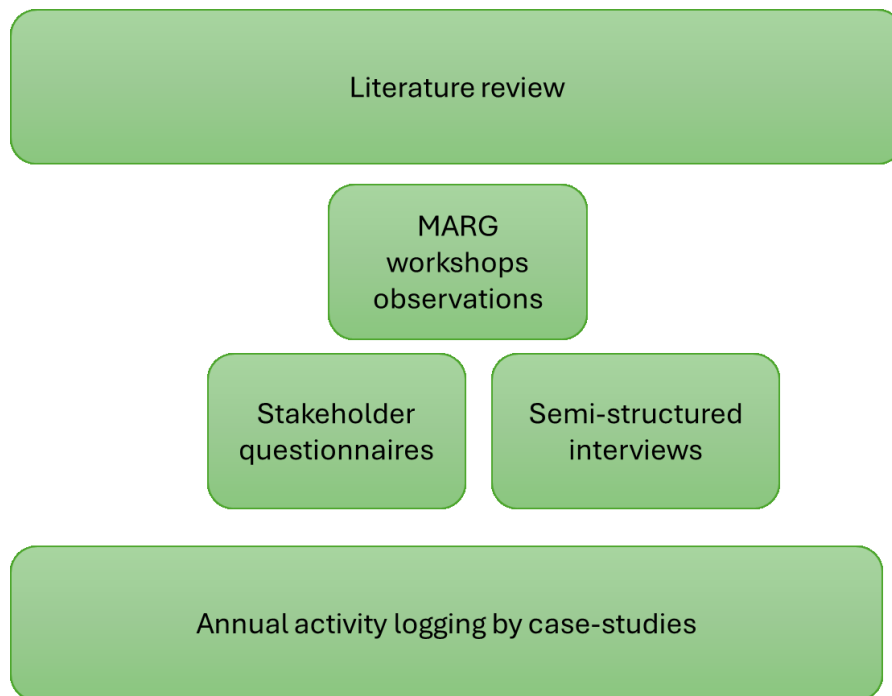 Literature review
MARG
workshops
observations
Stakeholder
questionnaires
Semi-structured
interviews
Annual activity logging by case-studies